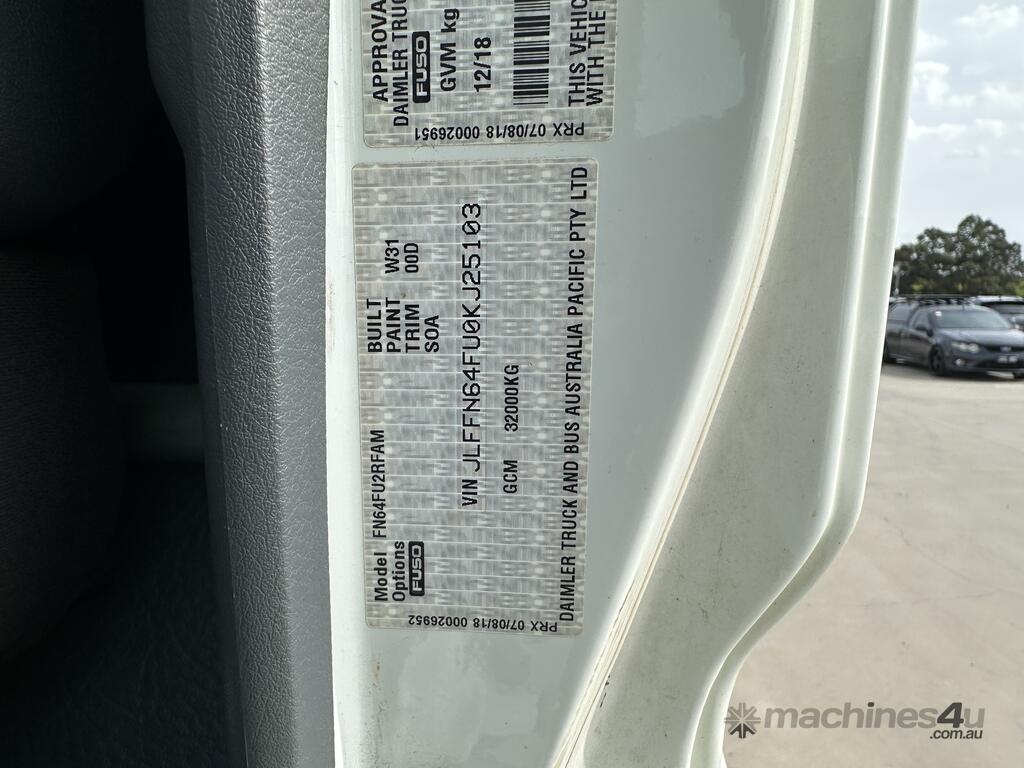 APPROVA
DAIMLER TRUC
FUSO GVM kg
12/18
THIS VEHIC
WITH THE
PRX 07/08/18 00026951
Model FN64FU2RFAM
Options
FUSO
BUILT
PAINT W31
TRIM 00D
SOA
VIN JLFFN64FU0KJ25103
GCM 32000KG
DAIMLER TRUCK AND BUS AUSTRALIA PACIFIC PTY LTD
PRX 07/08/18 00026952
machines4u
.com.au